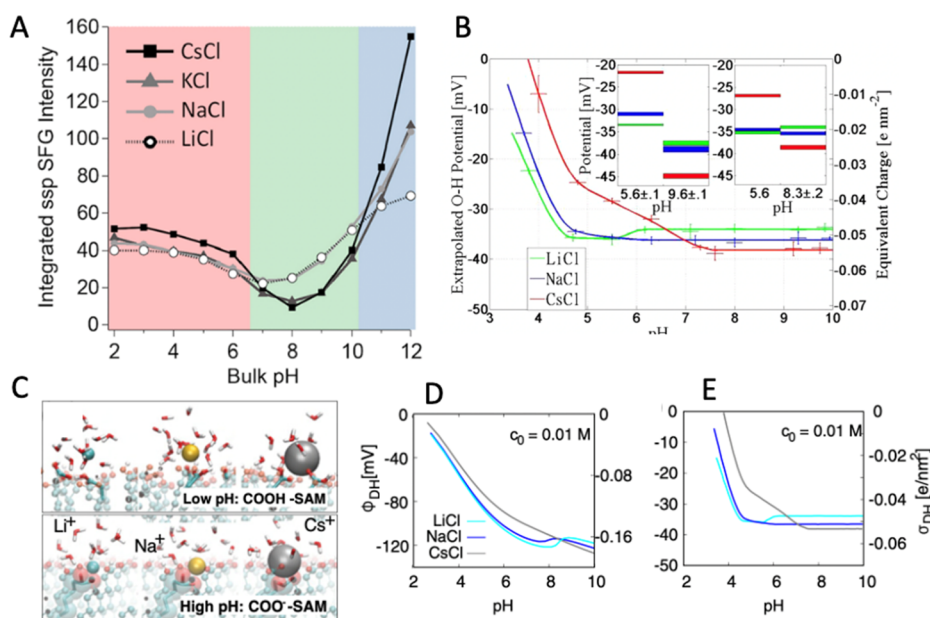 A
Integrated ssp SFG Intensity
160
140
120
100
80
60
40
20
0
CsCl
KCl
NaCl
LiCl
2 4 6 8 10 12
Bulk pH
B
Extrapolated O-H Potential [mV]
0
-10
-20
-30
-40
-50
3 4 5 6 7 8 9 10
pH
LiCl
NaCl
CsCl
Potential [mV]
-20
-25
-30
-35
-40
-45
5.6±.1 9.6±.1
pH
-20
-25
-30
-35
-40
-45
5.6 8.3±.2
pH
0
-0.01
-0.02
-0.03
-0.04
-0.05
-0.06
-0.07
Equivalent Charge [e nm⁻²]
C
Low pH: COOH -SAM
Li⁺
Na⁺
Cs⁺
High pH: COO⁻-SAM
D
Φ_DH [mV]
0
-40
-80
-120
c₀ = 0.01 M
LiCl
NaCl
CsCl
2 4 6 8 10
pH
0
-0.08
-0.16
E
0
-10
-20
-30
-40
-50
c₀ = 0.01 M
2 4 6 8 10
pH
0
-0.02
-0.04
-0.06
σ_DH [e/nm²]